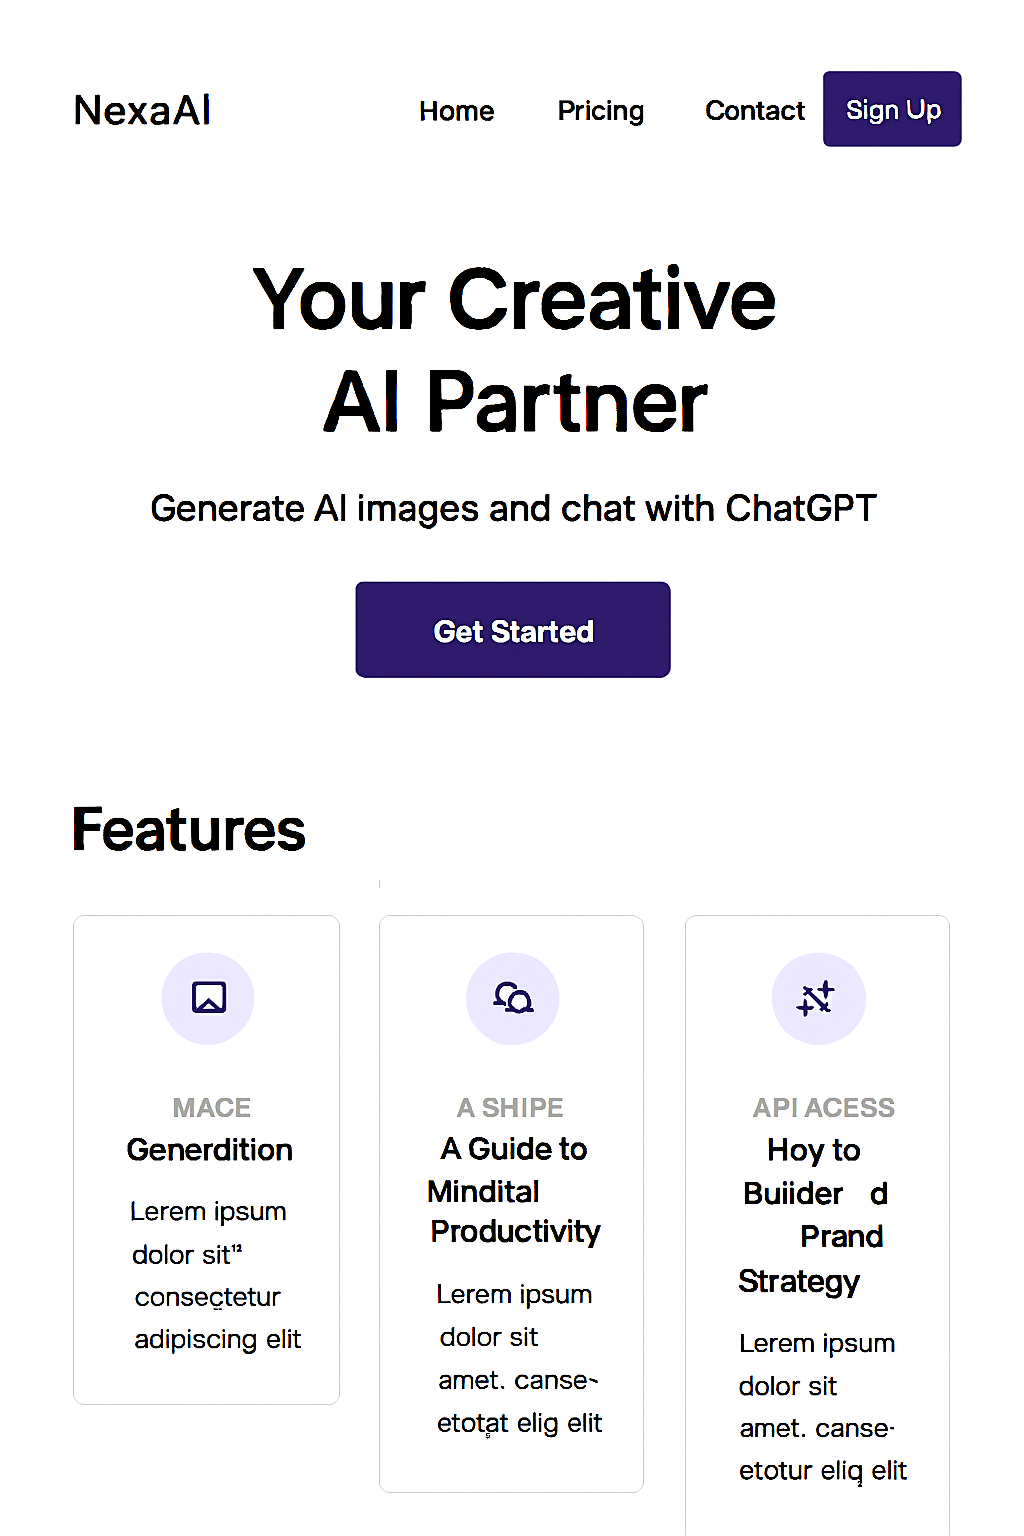 NexaAI
Home Pricing Contact Sign Up
Your Creative
AI Partner
Generate AI images and chat with ChatGPT
Get Started
Features
MACE
Generdition
Lerem ipsum
dolor sit¹²
consectetur
adipiscing elit
A SHIPE
A Guide to
Mindital
Productivity
Lerem ipsum
dolor sit
amet. canse-
etotat elig elit
API ACESS
Hoy to
Buiider d
Prand
Strategy
Lerem ipsum
dolor sit
amet. canse-
etotur eliq elit